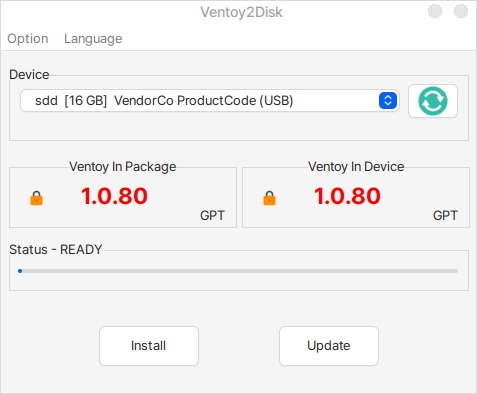 Ventoy2Disk
Option Language
Device
sdd [16 GB] VendorCo ProductCode (USB)
Ventoy In Package
1.0.80
GPT
Ventoy In Device
1.0.80
GPT
Status - READY
Install
Update